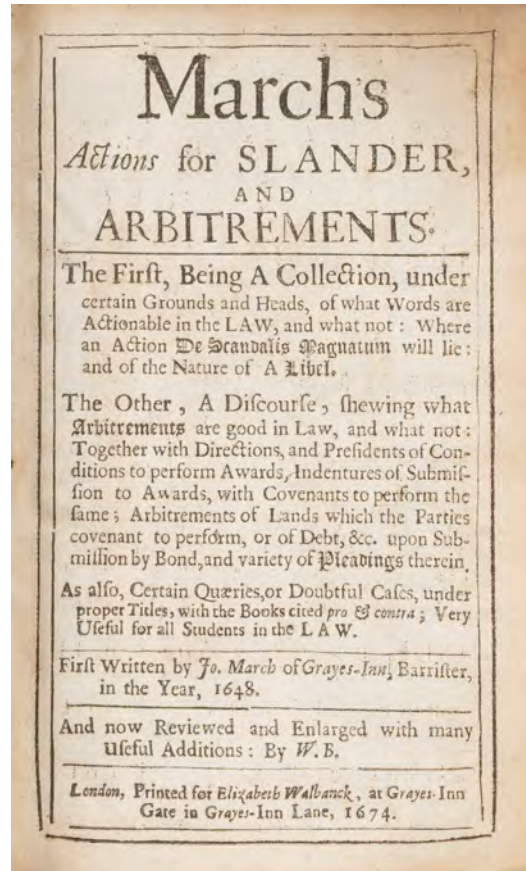 March's
Actions for SLANDER,
AND
ARBITREMENTS.
The Firſt, Being A Collection, under
certain Grounds and Heads, of what Words are
Actionable in the LAW, and what not : Where
an Action De Scandalis Magnatum will lie :
and of the Nature of A Libel.
The Other, A Diſcourſe, ſhewing what
Arbitrements are good in Law, and what not :
Together with Directions, and Preſidents of Con-
ditions to perform Awards, Indentures of Submiſ-
ſion to Awards, with Covenants to perform the
ſame ; Arbitrements of Lands which the Parties
covenant to perform, or of Debt, &c. upon Sub-
miſſion by Bond, and variety of Pleadings therein.
As alſo, Certain Quæries, or Doubtful Caſes, under
proper Titles, with the Books cited pro & contra ; Very
Uſeful for all Students in the LAW.
Firſt Written by Jo. March of Grayes-Inn, Barriſter,
in the Year, 1648.
And now Reviewed and Enlarged with many
Uſeful Additions : By W. B.
London, Printed for Elizabeth Walbanck, at Grayes-Inn
Gate in Grayes-Inn Lane, 1674.